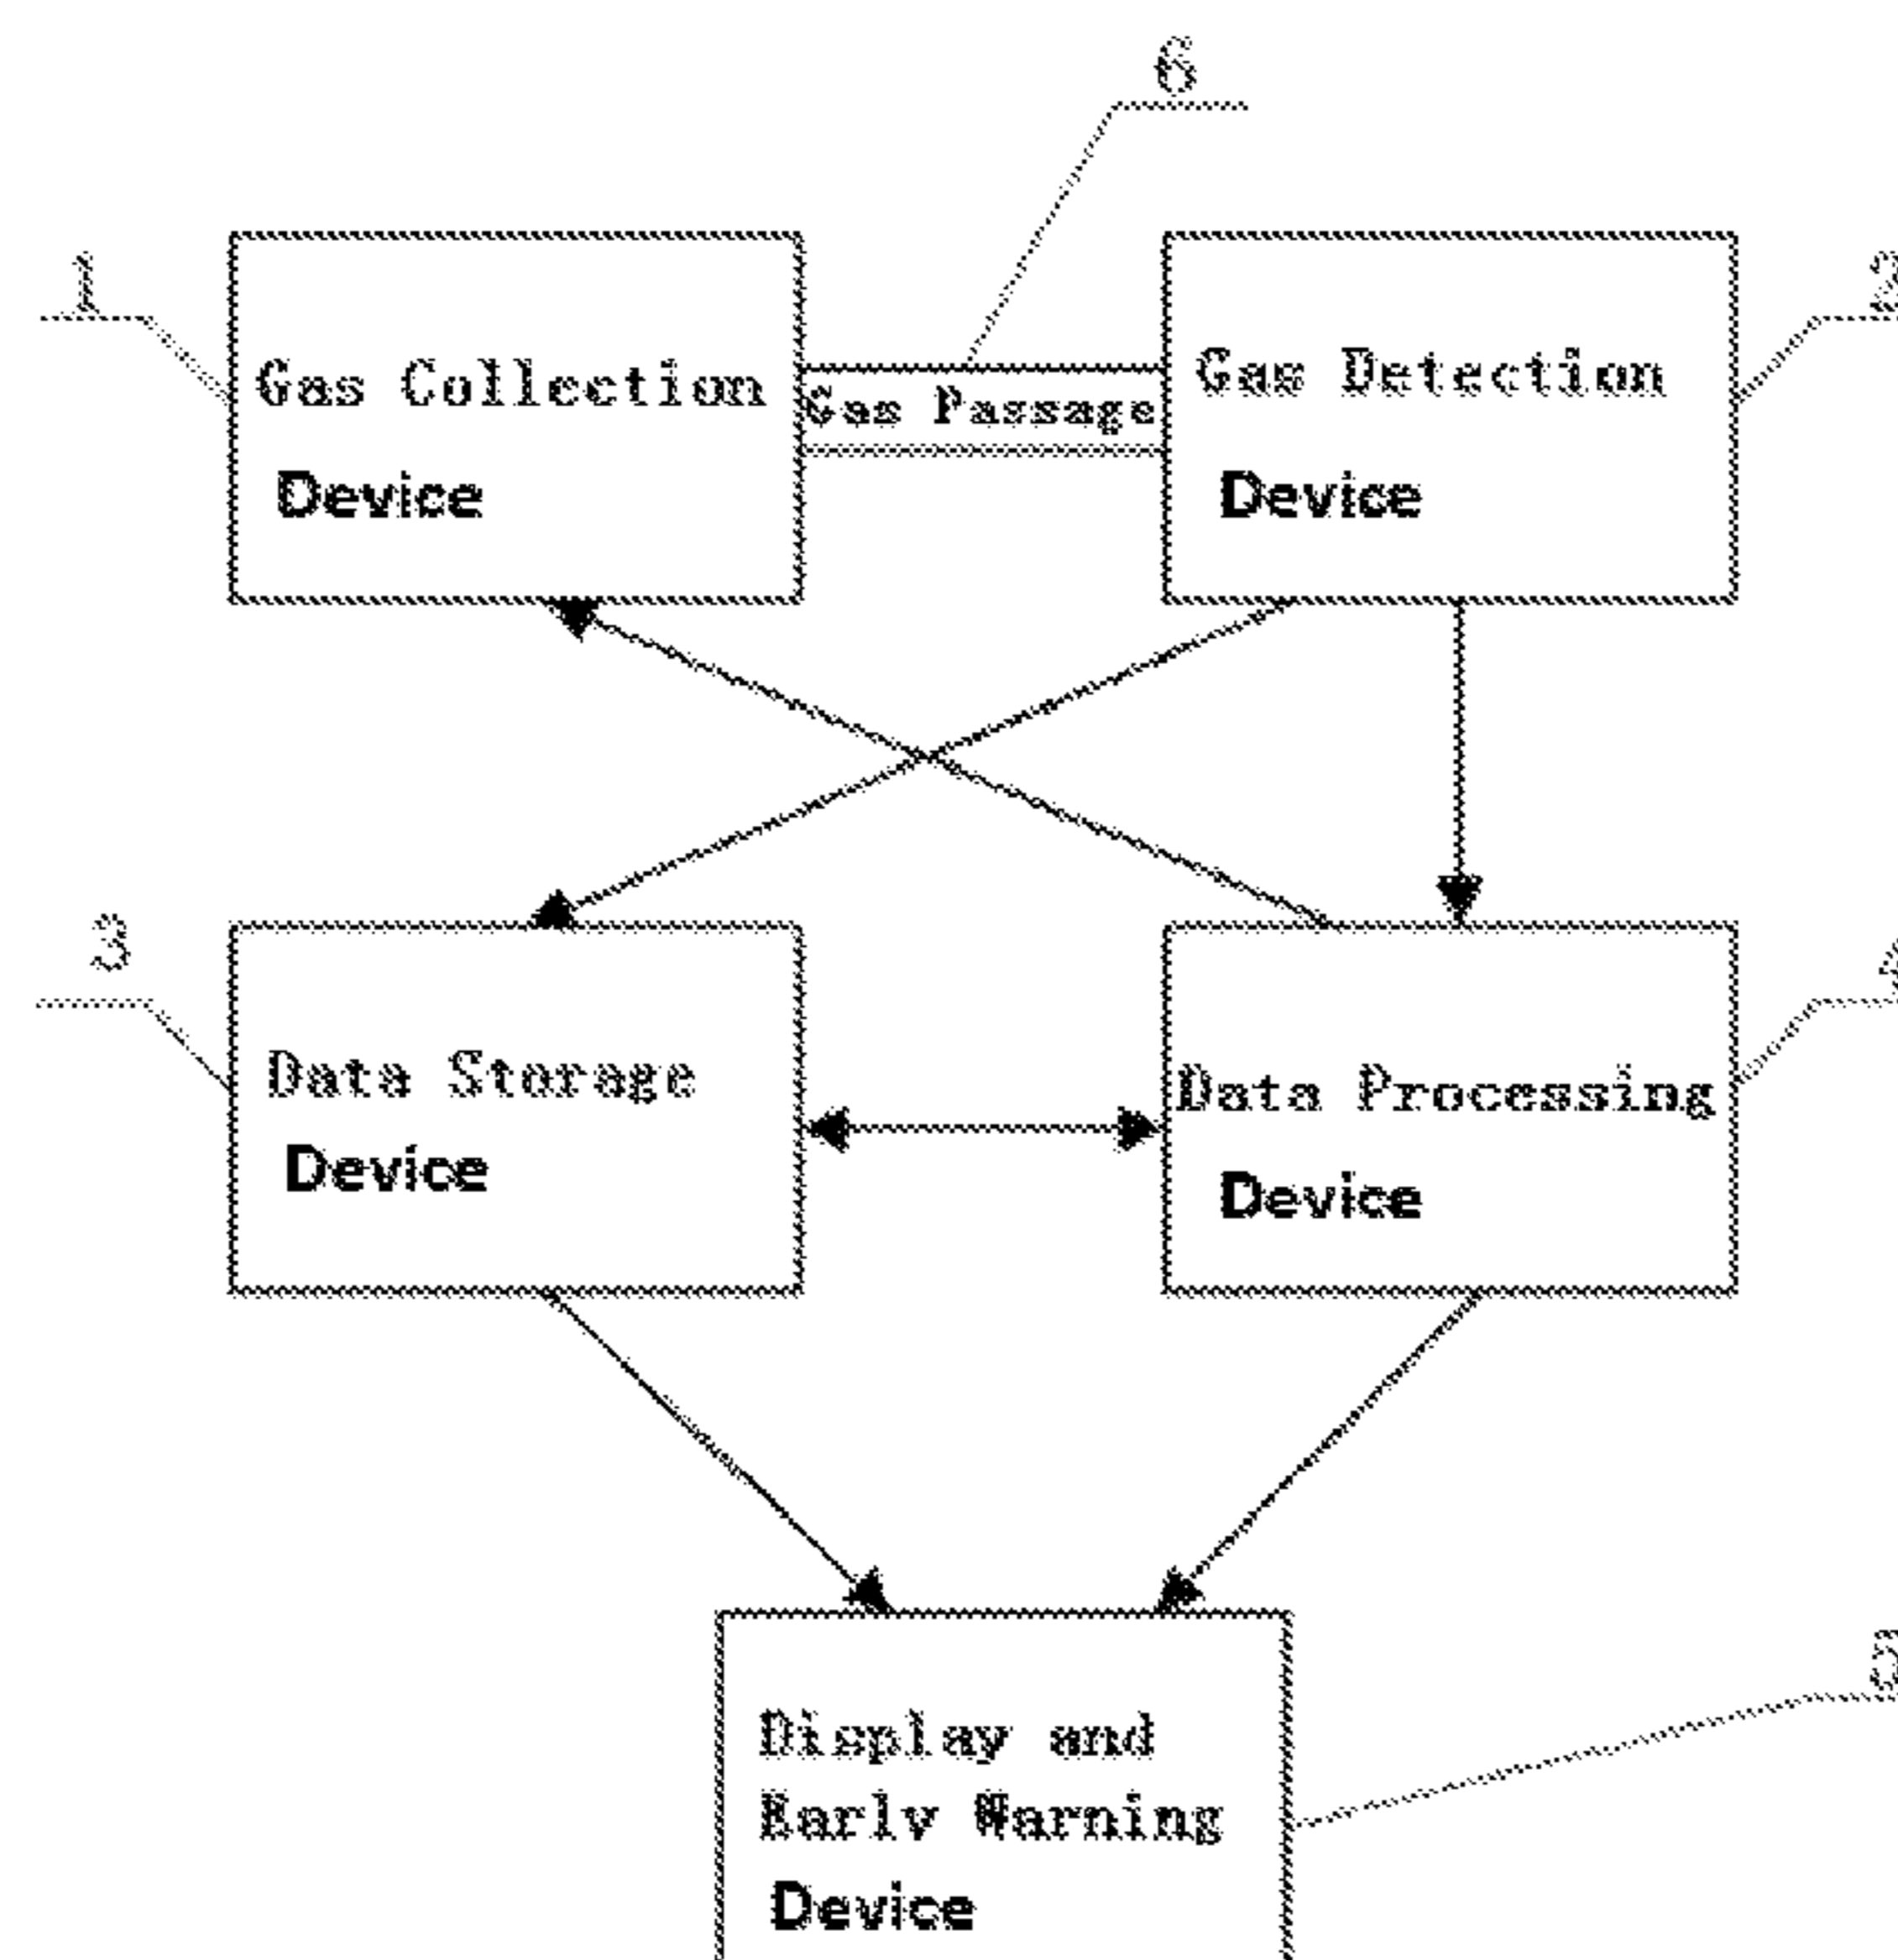 6
1
2
Gas Collection
Device
Gas Passage
Gas Detection
Device
3
4
Data Storage
Device
Data Processing
Device
5
Display and
Early Warning
Device